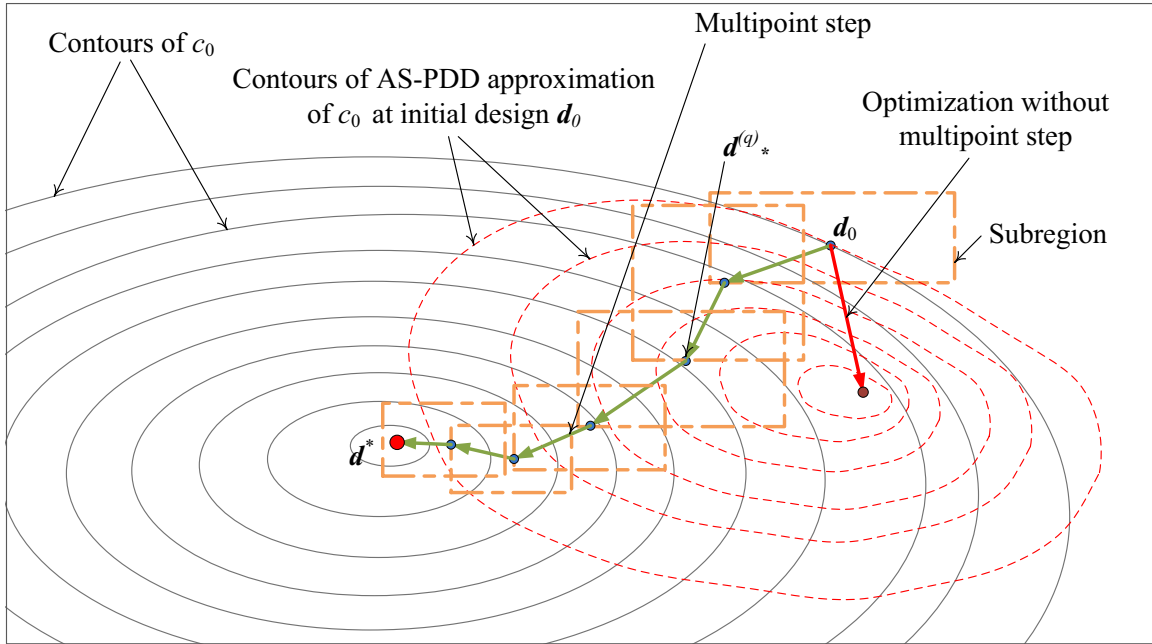 Multipoint step
Contours of c₀
Contours of AS-PDD approximation
of c₀ at initial design d₀
Optimization without
multipoint step
d⁽q⁾*
d₀
Subregion
d*